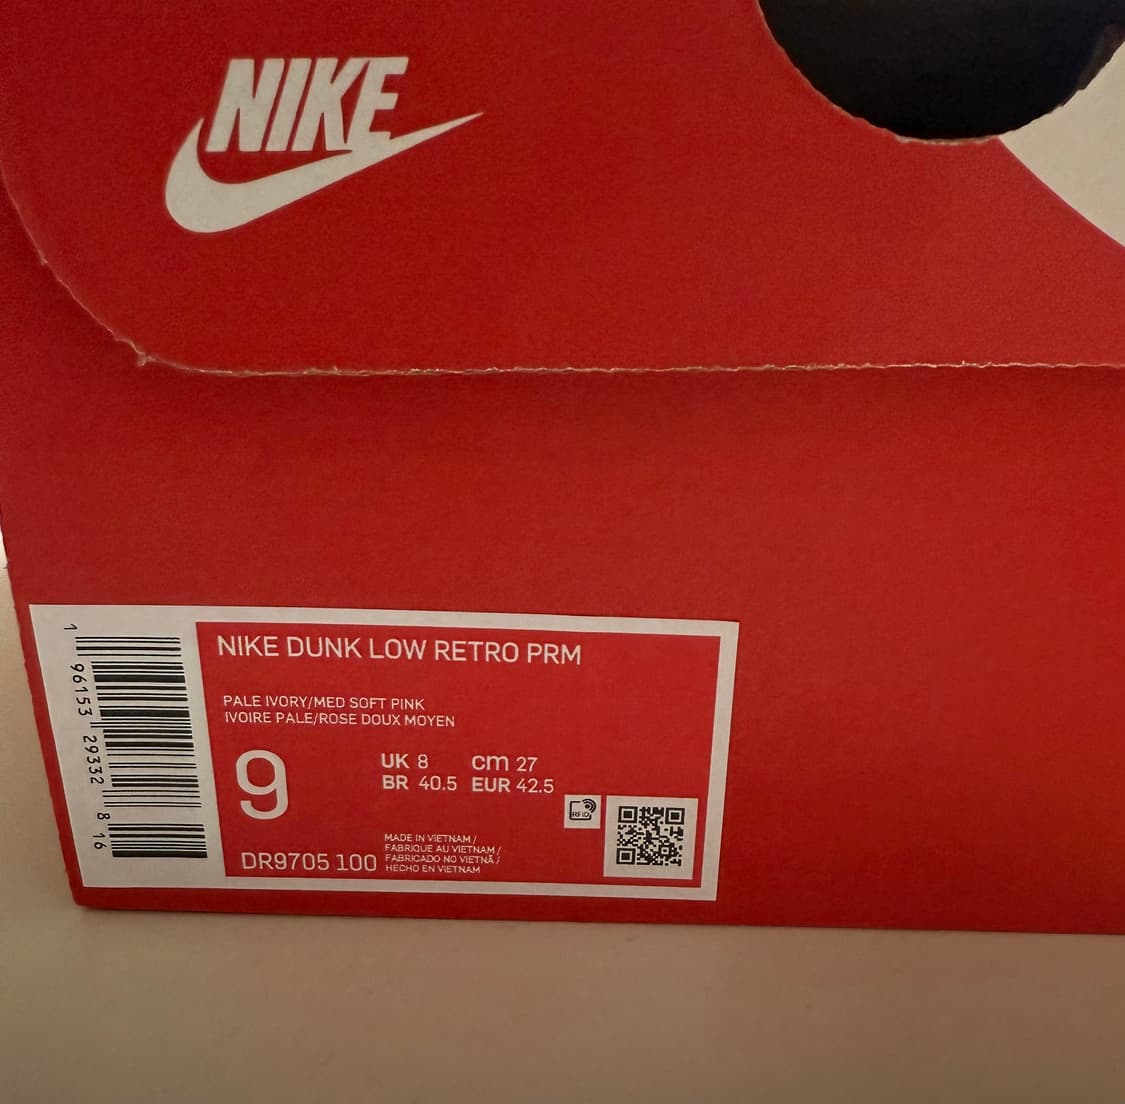 NIKE
1 96153 29332 8 16
NIKE DUNK LOW RETRO PRM
PALE IVORY/MED SOFT PINK
IVOIRE PALE/ROSE DOUX MOYEN
9
UK 8 cm 27
BR 40.5 EUR 42.5
RFID
DR9705 100
MADE IN VIETNAM /
FABRIQUE AU VIETNAM /
FABRICADO NO VIETNÃ /
HECHO EN VIETNAM